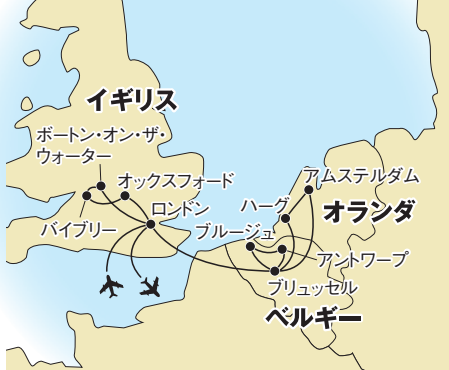 イギリス
ボートン・オン・ザ・
ウォーター
オックスフォード
ロンドン
バイブリー
アムステルダム
ハーグ
オランダ
ブルージュ
アントワープ
ブリュッセル
ベルギー